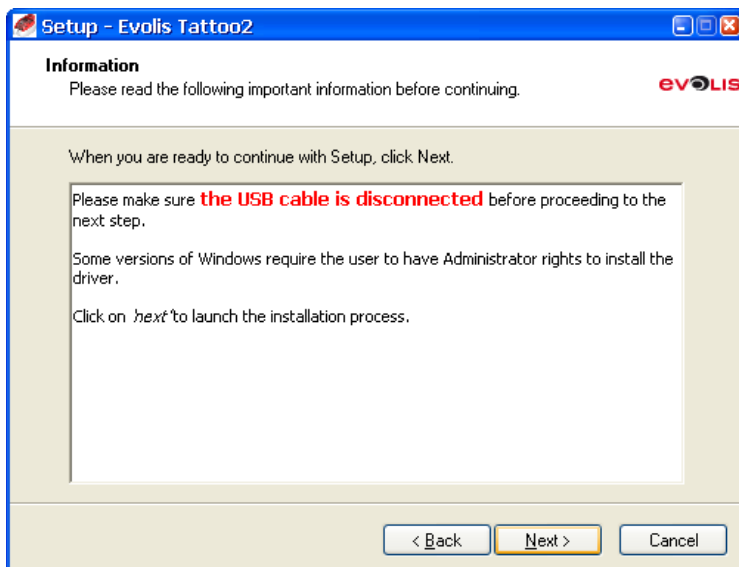 Setup - Evolis Tattoo2
Information
Please read the following important information before continuing.
evolis
When you are ready to continue with Setup, click Next.
Please make sure the USB cable is disconnected before proceeding to the
next step.
Some versions of Windows require the user to have Administrator rights to install the
driver.
Click on 'next' to launch the installation process.
< Back
Next >
Cancel